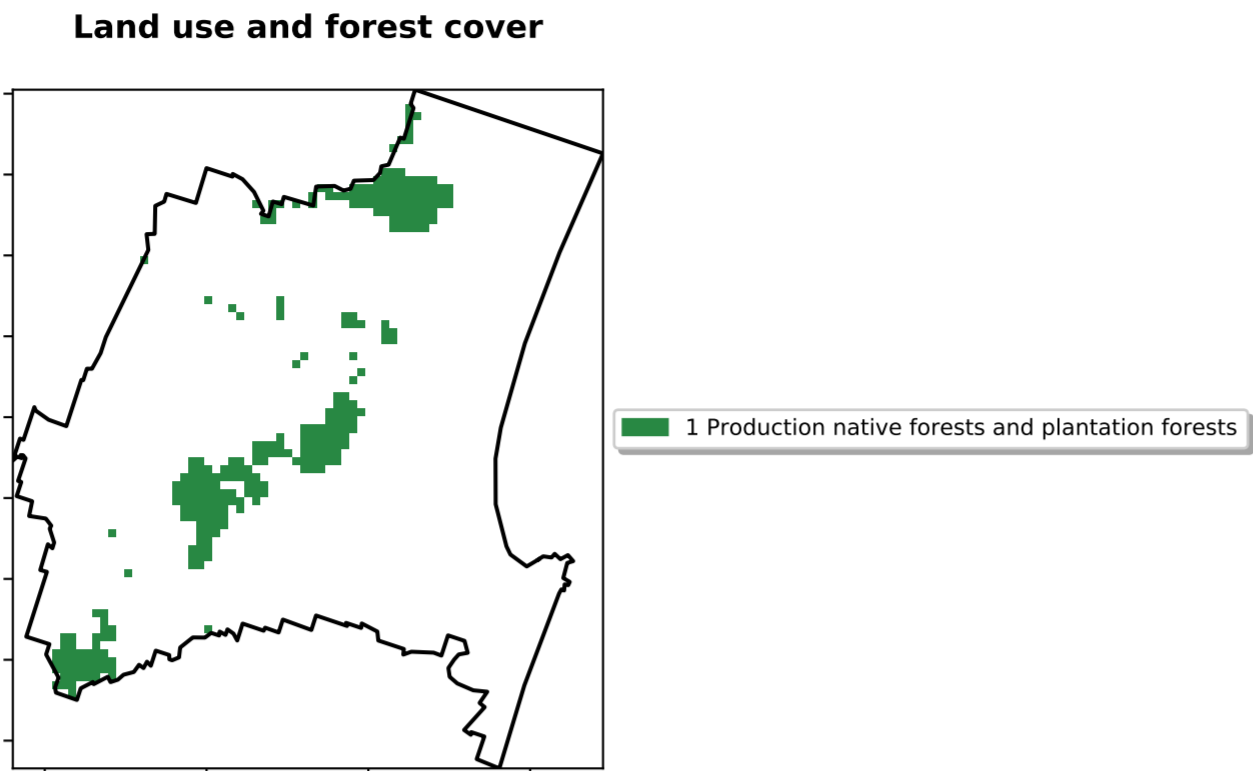 Land use and forest cover
1 Production native forests and plantation forests